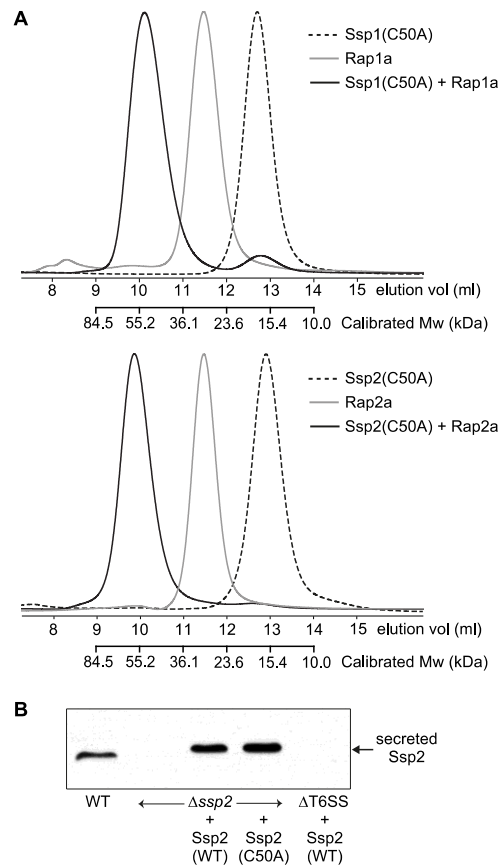 A
Ssp1(C50A)
Rap1a
Ssp1(C50A) + Rap1a
8 9 10 11 12 13 14 15 elution vol (ml)
84.5 55.2 36.1 23.6 15.4 10.0 Calibrated Mw (kDa)
Ssp2(C50A)
Rap2a
Ssp2(C50A) + Rap2a
8 9 10 11 12 13 14 15 elution vol (ml)
84.5 55.2 36.1 23.6 15.4 10.0 Calibrated Mw (kDa)
B
secreted
Ssp2
WT ← Δssp2 → ΔT6SS
+ + +
Ssp2 Ssp2 Ssp2
(WT) (C50A) (WT)